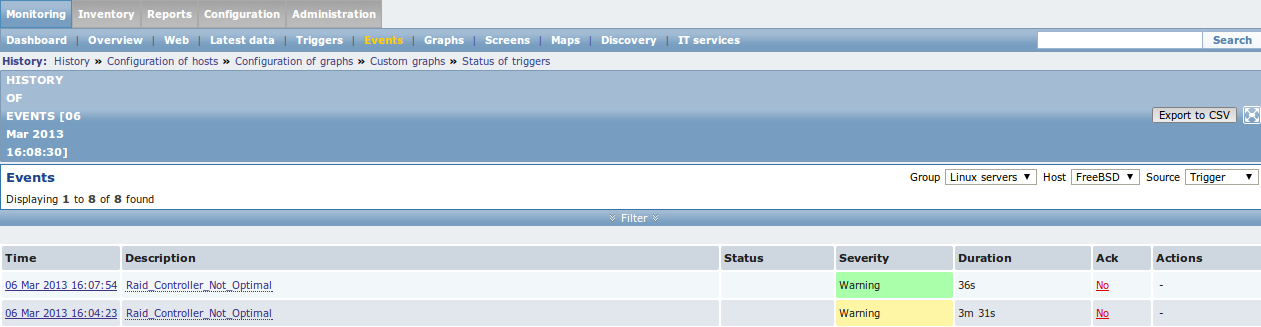 Monitoring Inventory Reports Configuration Administration
Dashboard | Overview | Web | Latest data | Triggers | Events | Graphs | Screens | Maps | Discovery | IT services Search
History: History » Configuration of hosts » Configuration of graphs » Custom graphs » Status of triggers
HISTORY
OF
EVENTS [06
Mar 2013
16:08:30]
Export to CSV
Events Group Linux servers Host FreeBSD Source Trigger
Displaying 1 to 8 of 8 found
Filter
Time Description Status Severity Duration Ack Actions
06 Mar 2013 16:07:54 Raid_Controller_Not_Optimal Warning 36s No -
06 Mar 2013 16:04:23 Raid_Controller_Not_Optimal Warning 3m 31s No -